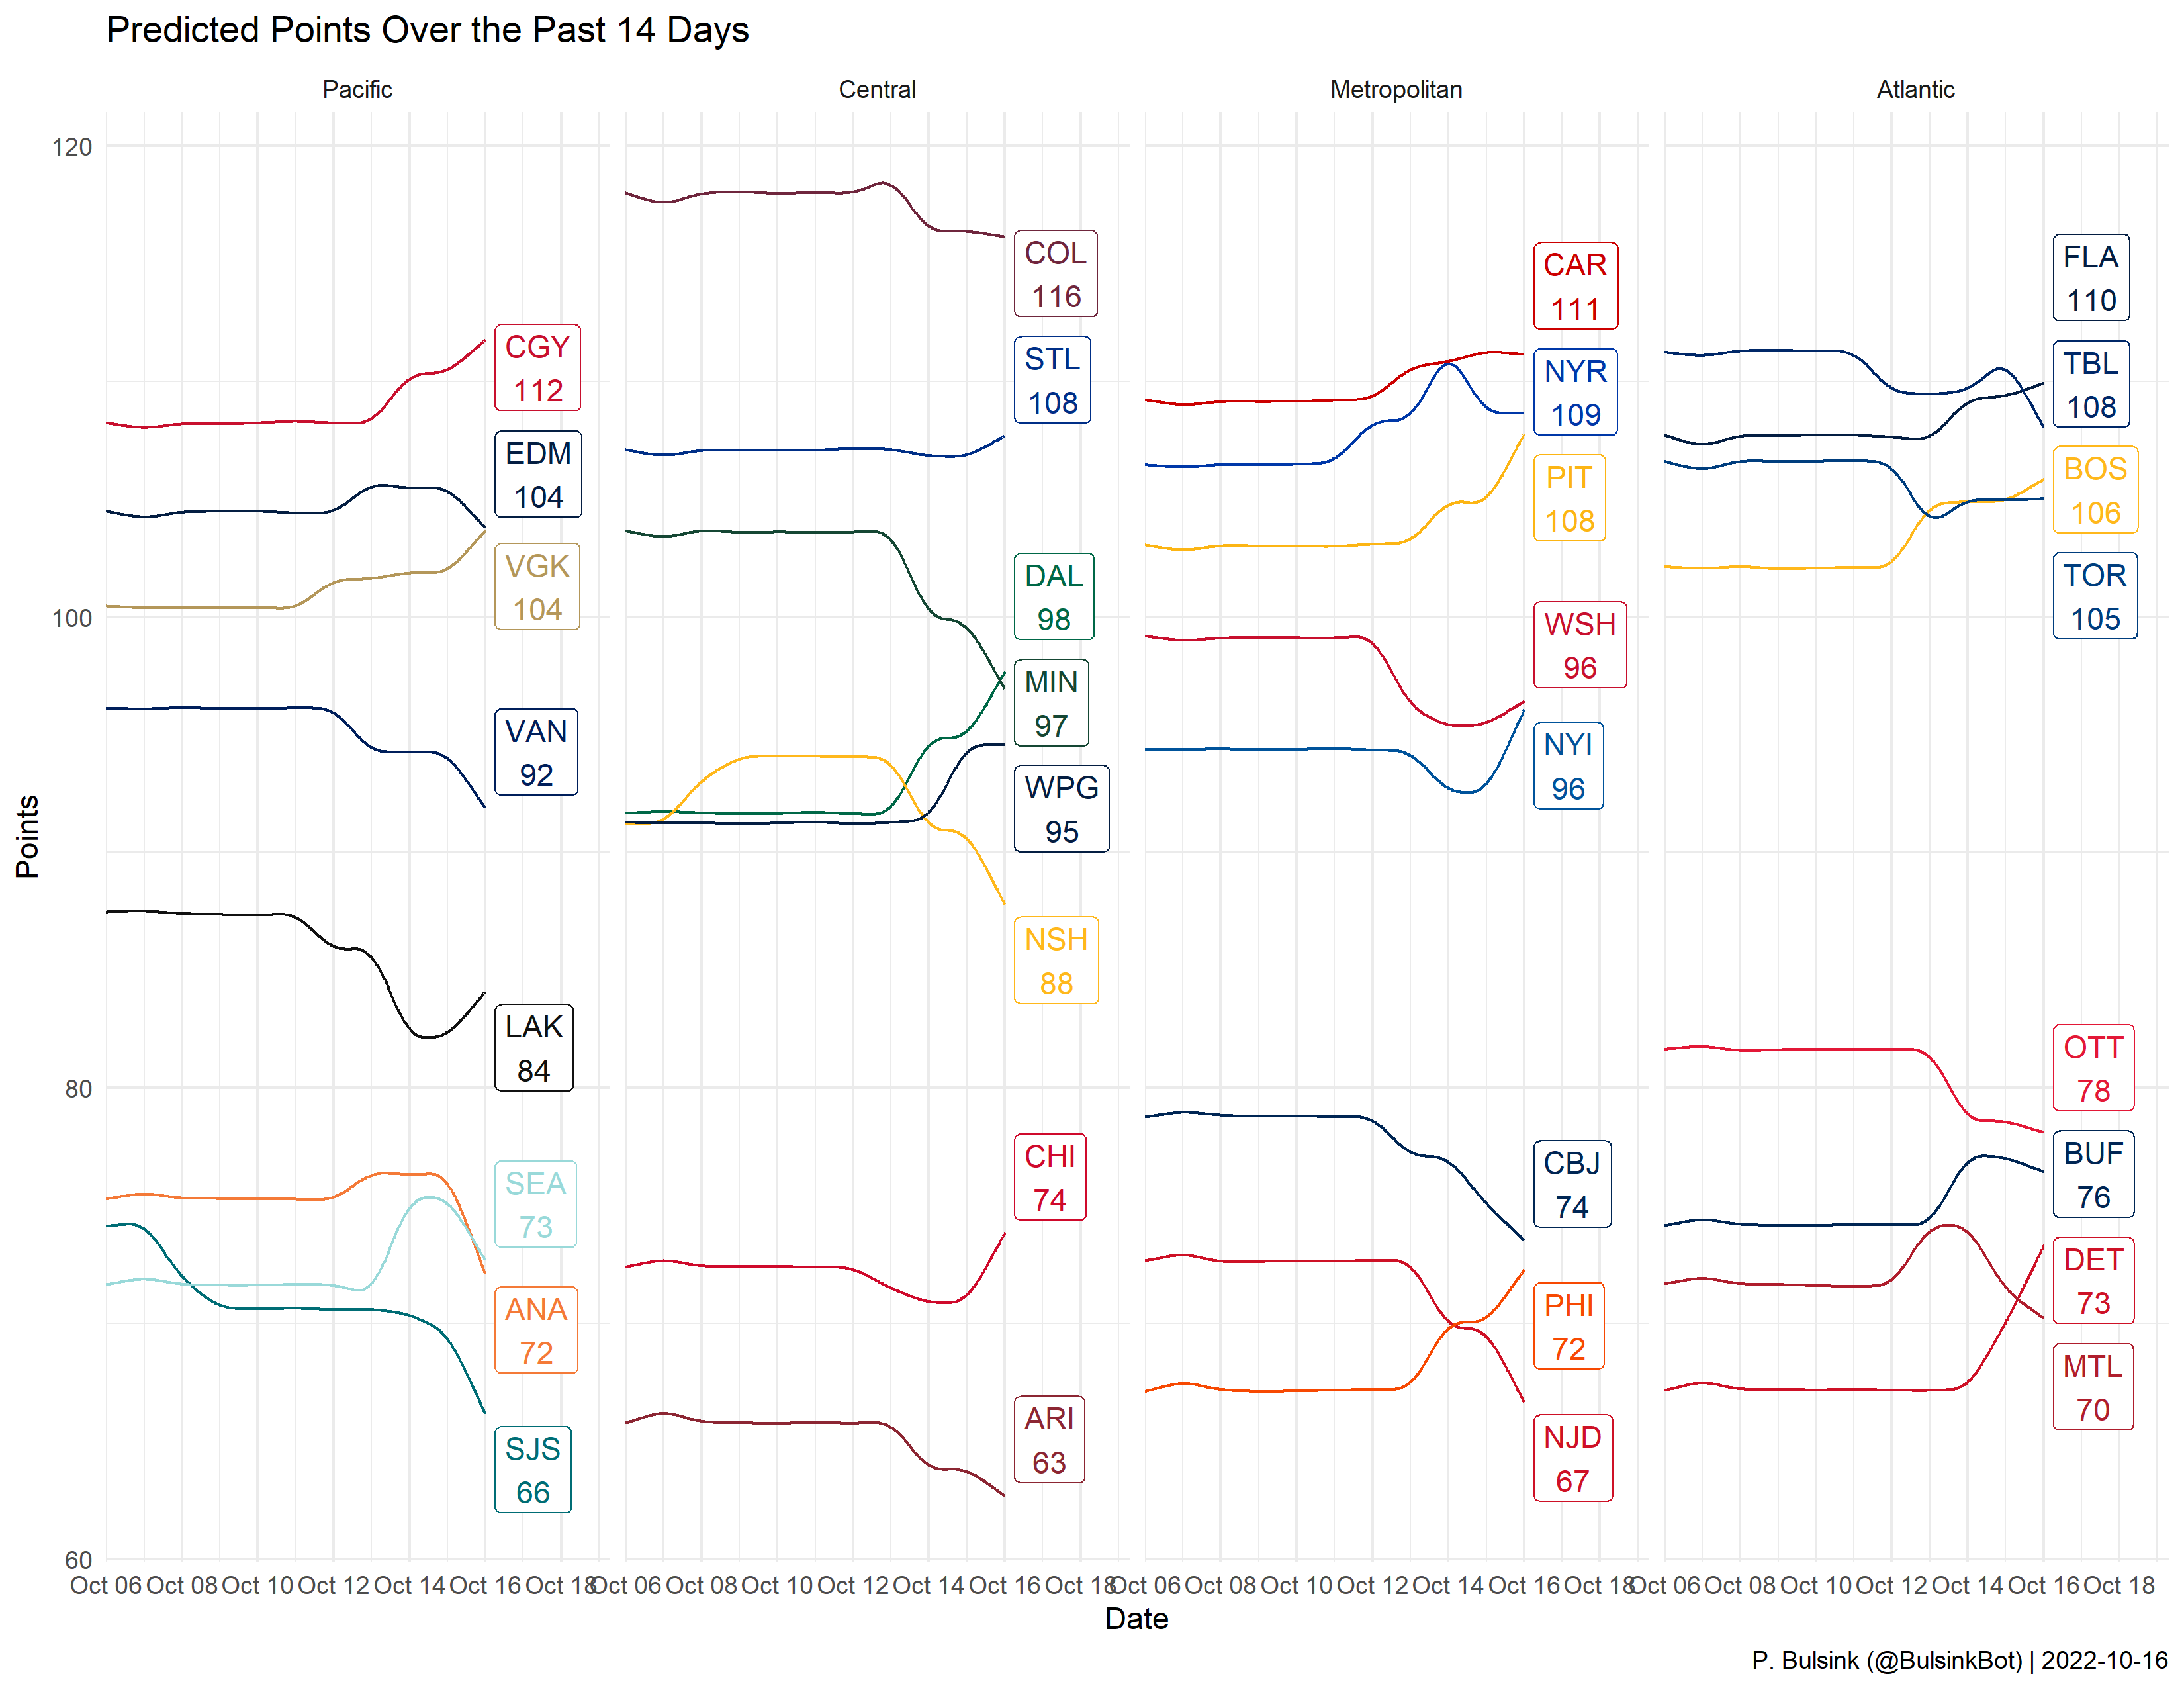 Predicted Points Over the Past 14 Days
Pacific
Central
Metropolitan
Atlantic
Points
120
100
80
60
CGY
112
EDM
104
VGK
104
VAN
92
LAK
84
SEA
73
ANA
72
SJS
66
COL
116
STL
108
DAL
98
MIN
97
WPG
95
NSH
88
CHI
74
ARI
63
CAR
111
NYR
109
PIT
108
WSH
96
NYI
96
CBJ
74
PHI
72
NJD
67
FLA
110
TBL
108
BOS
106
TOR
105
OTT
78
BUF
76
DET
73
MTL
70
Oct 06 Oct 08 Oct 10 Oct 12 Oct 14 Oct 16 Oct 18
Oct 06 Oct 08 Oct 10 Oct 12 Oct 14 Oct 16 Oct 18
Oct 06 Oct 08 Oct 10 Oct 12 Oct 14 Oct 16 Oct 18
Oct 06 Oct 08 Oct 10 Oct 12 Oct 14 Oct 16 Oct 18
Date
P. Bulsink (@BulsinkBot) | 2022-10-16